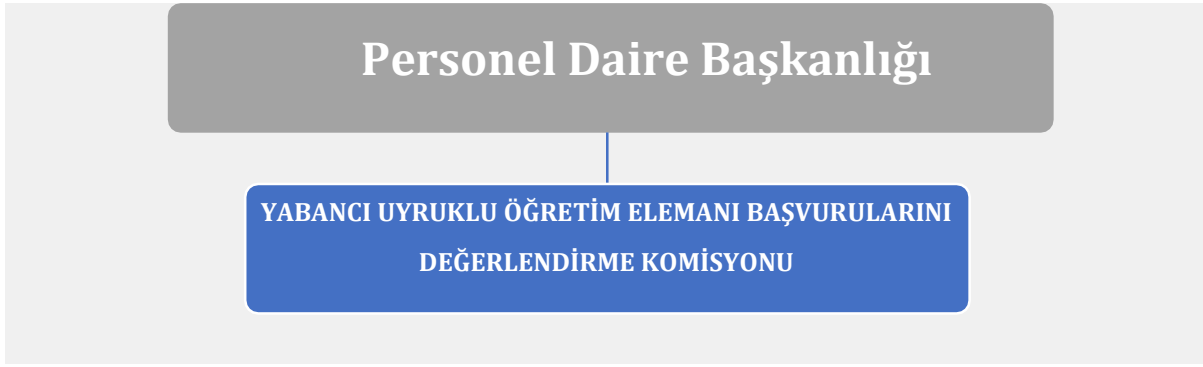 Personel Daire Başkanlığı
YABANCI UYRUKLU ÖĞRETİM ELEMANI BAŞVURULARINI
DEĞERLENDİRME KOMİSYONU